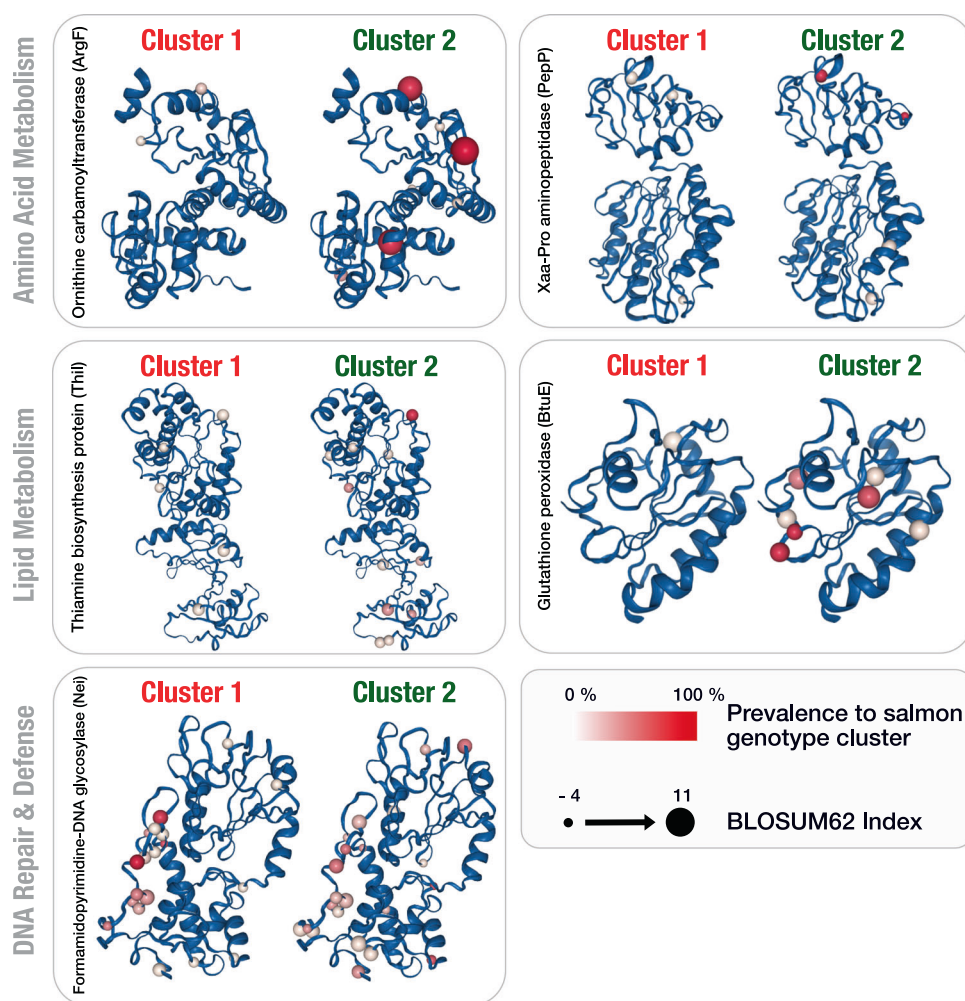 Amino Acid Metabolism
Ornithine carbamoyltransferase (ArgF)
Cluster 1
Cluster 2
Xaa-Pro aminopeptidase (PepP)
Cluster 1
Cluster 2
Lipid Metabolism
Thiamine biosynthesis protein (ThiI)
Cluster 1
Cluster 2
Glutathione peroxidase (BtuE)
Cluster 1
Cluster 2
DNA Repair & Defense
Formamidopyrimidine-DNA glycosylase (Nei)
Cluster 1
Cluster 2
0 %
100 %
Prevalence to salmon
genotype cluster
- 4
11
BLOSUM62 Index